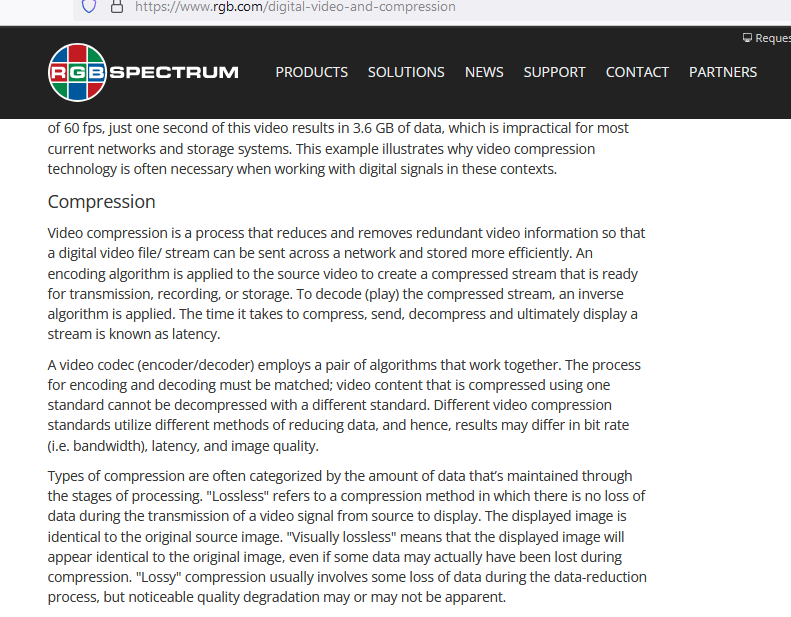 https://www.rgb.com/digital-video-and-compression
Reques
RGB SPECTRUM PRODUCTS SOLUTIONS NEWS SUPPORT CONTACT PARTNERS
of 60 fps, just one second of this video results in 3.6 GB of data, which is impractical for most
current networks and storage systems. This example illustrates why video compression
technology is often necessary when working with digital signals in these contexts.
Compression
Video compression is a process that reduces and removes redundant video information so that
a digital video file/ stream can be sent across a network and stored more efficiently. An
encoding algorithm is applied to the source video to create a compressed stream that is ready
for transmission, recording, or storage. To decode (play) the compressed stream, an inverse
algorithm is applied. The time it takes to compress, send, decompress and ultimately display a
stream is known as latency.
A video codec (encoder/decoder) employs a pair of algorithms that work together. The process
for encoding and decoding must be matched; video content that is compressed using one
standard cannot be decompressed with a different standard. Different video compression
standards utilize different methods of reducing data, and hence, results may differ in bit rate
(i.e. bandwidth), latency, and image quality.
Types of compression are often categorized by the amount of data that’s maintained through
the stages of processing. "Lossless" refers to a compression method in which there is no loss of
data during the transmission of a video signal from source to display. The displayed image is
identical to the original source image. "Visually lossless" means that the displayed image will
appear identical to the original image, even if some data may actually have been lost during
compression. "Lossy" compression usually involves some loss of data during the data-reduction
process, but noticeable quality degradation may or may not be apparent.